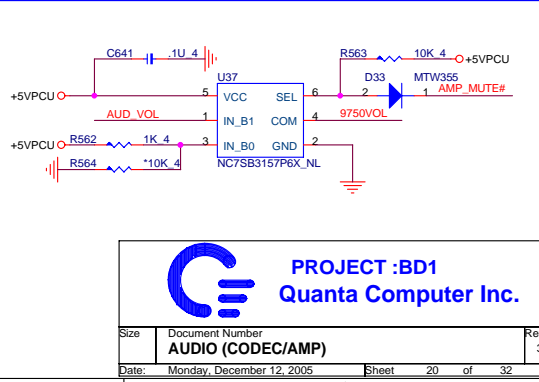 C641 .1U_4
R563 10K_4
+5VPCU
U37
D33 MTW355
+5VPCU
5 VCC SEL 6
2 1 AMP_MUTE#
AUD_VOL 1 IN_B1 COM 4 9750VOL
+5VPCU R562 1K_4 3 IN_B0 GND 2
R564 *10K_4 NC7SB3157P6X_NL
PROJECT :BD1
Quanta Computer Inc.
Size Document Number Re
AUDIO (CODEC/AMP) 3
Date: Monday, December 12, 2005 Sheet 20 of 32